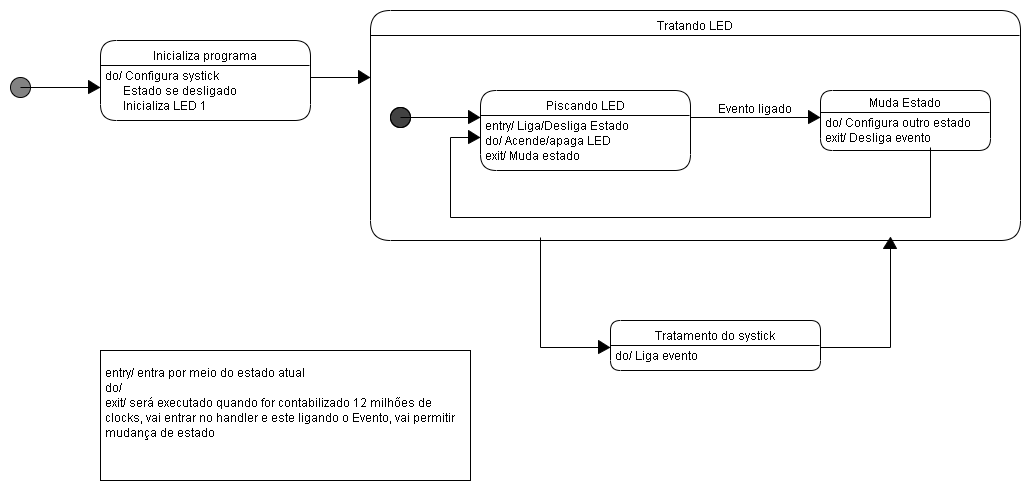 Tratando LED
Inicializa programa
do/ Configura systick
Estado se desligado
Inicializa LED 1
Piscando LED
entry/ Liga/Desliga Estado
do/ Acende/apaga LED
exit/ Muda estado
Evento ligado
Muda Estado
do/ Configura outro estado
exit/ Desliga evento
Tratamento do systick
do/ Liga evento
entry/ entra por meio do estado atual
do/
exit/ será executado quando for contabilizado 12 milhões de
clocks, vai entrar no handler e este ligando o Evento, vai permitir
mudança de estado